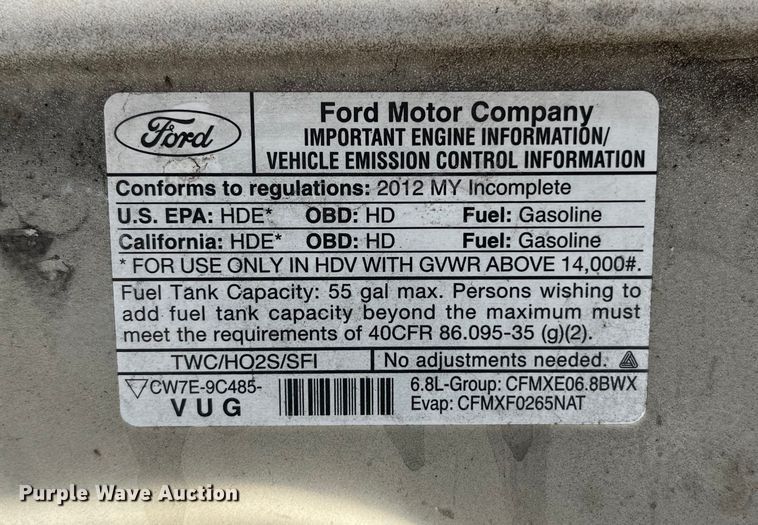 Ford
Ford Motor Company
IMPORTANT ENGINE INFORMATION/
VEHICLE EMISSION CONTROL INFORMATION
Conforms to regulations: 2012 MY Incomplete
U.S. EPA: HDE* OBD: HD Fuel: Gasoline
California: HDE* OBD: HD Fuel: Gasoline
* FOR USE ONLY IN HDV WITH GVWR ABOVE 14,000#.
Fuel Tank Capacity: 55 gal max. Persons wishing to
add fuel tank capacity beyond the maximum must
meet the requirements of 40CFR 86.095-35 (g)(2).
TWC/HO2S/SFI No adjustments needed.
CW7E-9C485-
VUG
6.8L-Group: CFMXE06.8BWX
Evap: CFMXF0265NAT
Purple Wave Auction